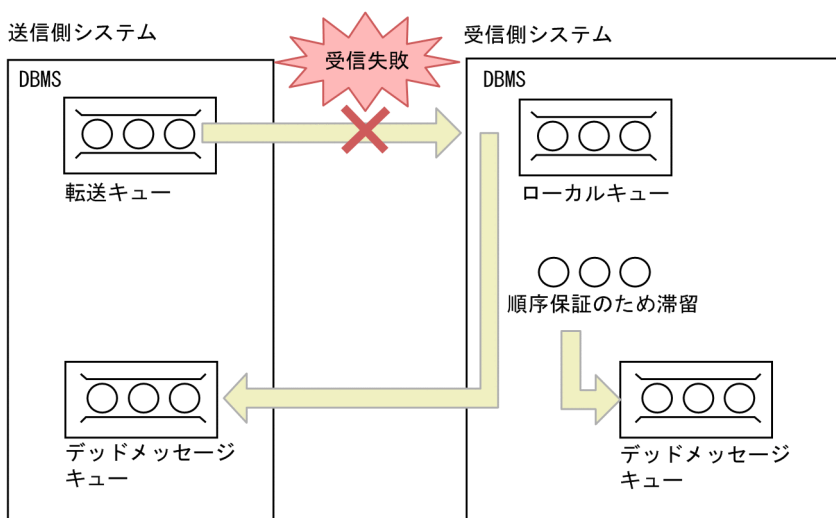 送信側システム
受信失敗
受信側システム
DBMS
DBMS
転送キュー
ローカルキュー
順序保証のため滞留
デッドメッセージ
キュー
デッドメッセージ
キュー